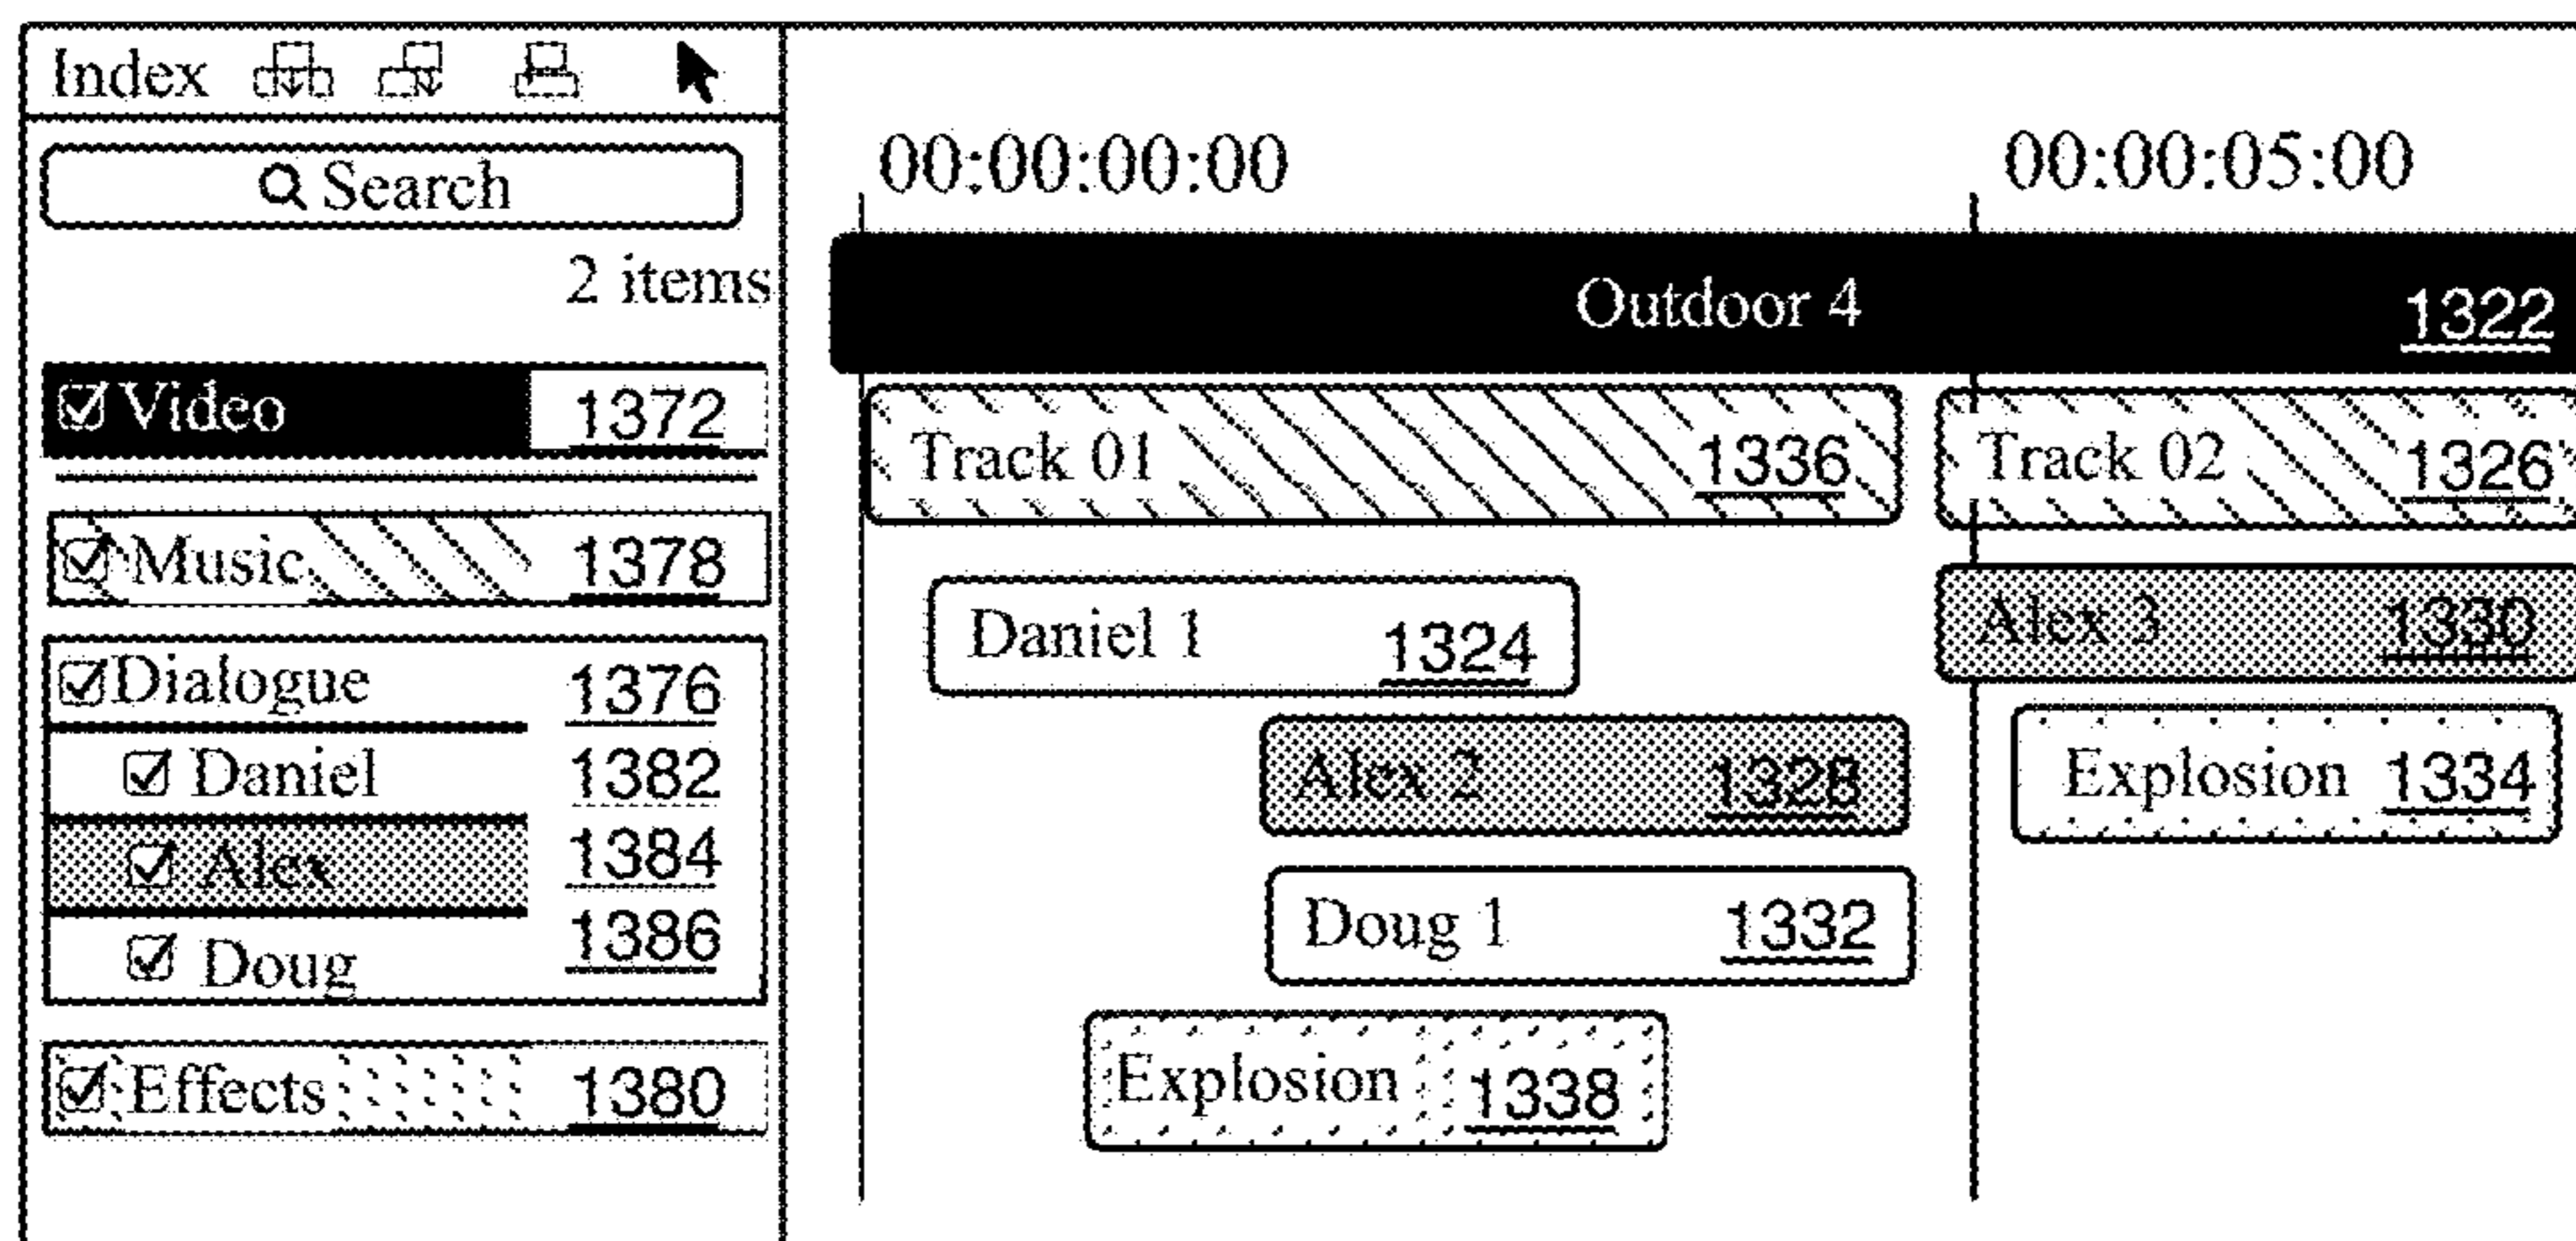 Index
Search
2 items
Video 1372
Music 1378
Dialogue 1376
Daniel 1382
Alex 1384
Doug 1386
Effects 1380
00:00:00:00 00:00:05:00
Outdoor 4 1322
Track 01 1336 Track 02 1326
Daniel 1 1324 Alex 3 1330
Alex 2 1328 Explosion 1334
Doug 1 1332
Explosion 1338